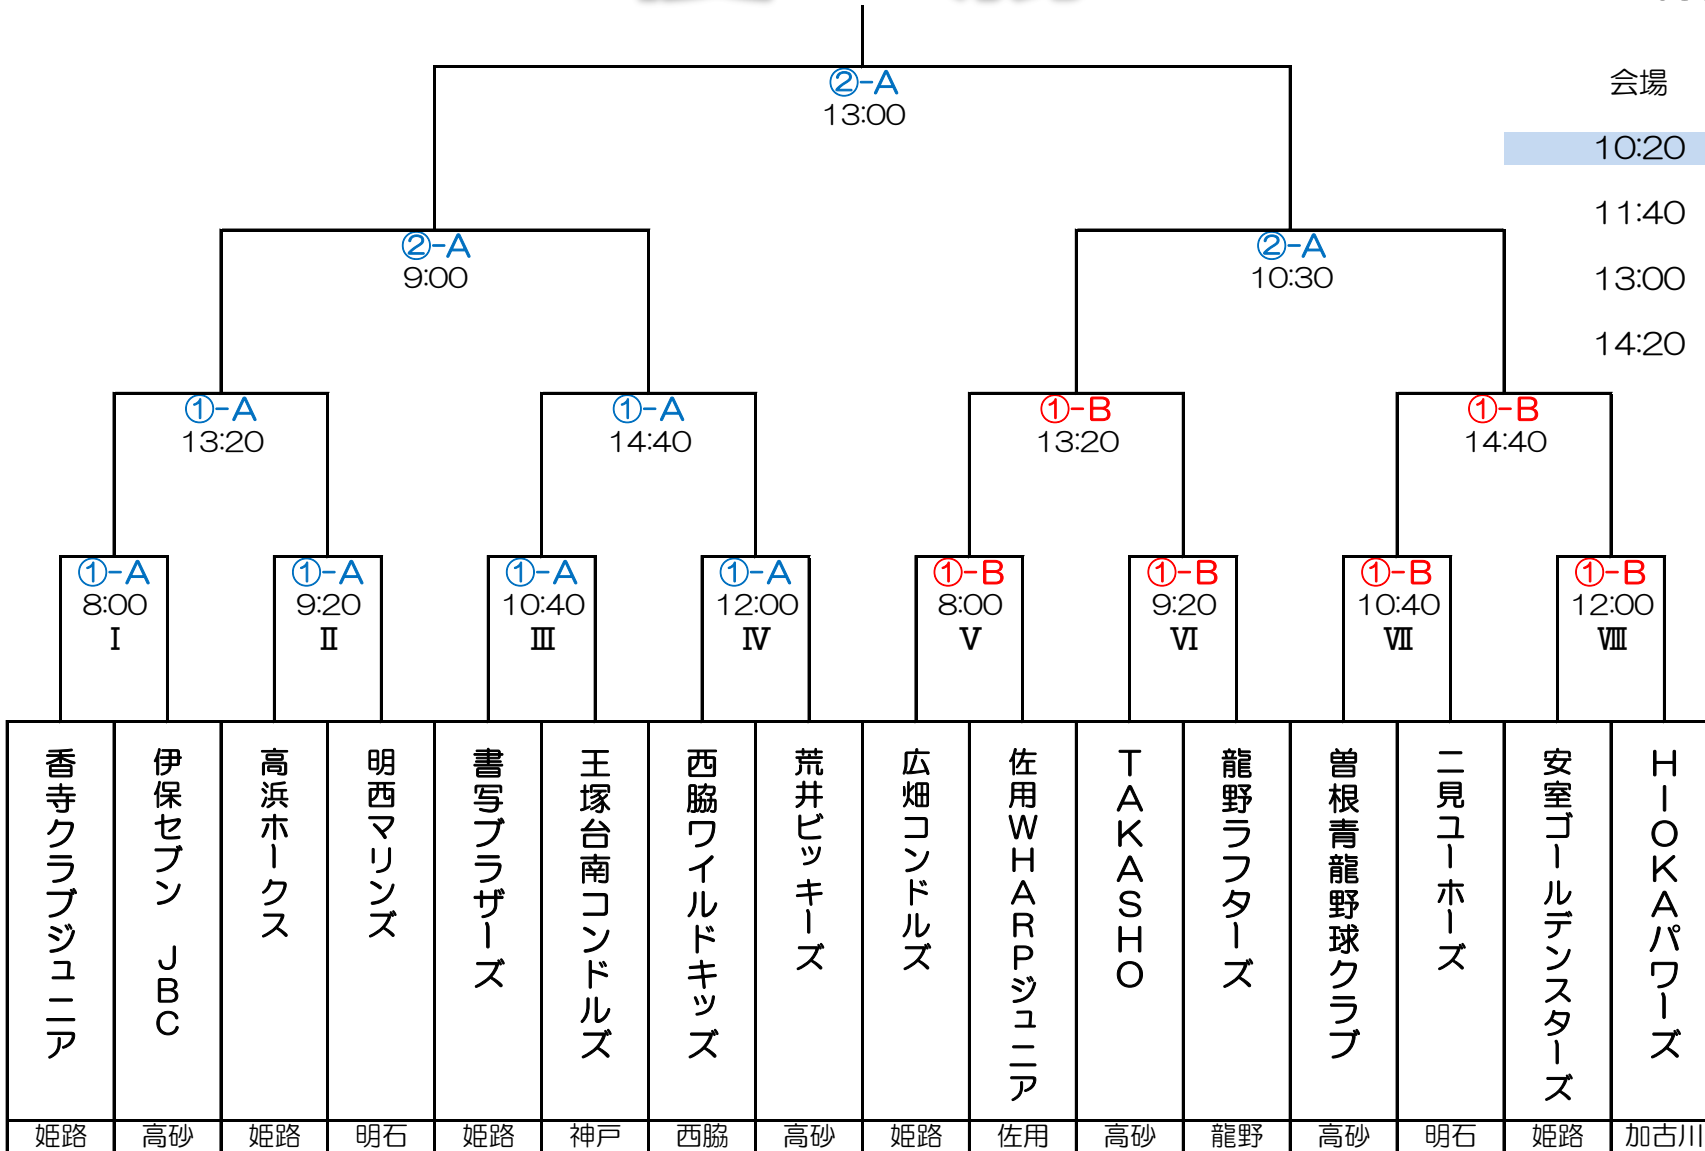 ②-A
13:00
会場
10:20
11:40
13:00
14:20
②-A
9:00
②-A
10:30
①-A
13:20
①-A
14:40
①-B
13:20
①-B
14:40
①-A
8:00
Ⅰ
①-A
9:20
Ⅱ
①-A
10:40
Ⅲ
①-A
12:00
Ⅳ
①-B
8:00
Ⅴ
①-B
9:20
Ⅵ
①-B
10:40
Ⅶ
①-B
12:00
Ⅷ
香寺クラブジュニア
伊保セブン　JBC
高浜ホークス
明西マリンズ
書写ブラザーズ
王塚台南コンドルズ
西脇ワイルドキッズ
荒井ビッキーズ
広畑コンドルズ
佐用WHARPジュニア
TAKASHO
龍野ラフターズ
曽根青龍野球クラブ
二見ユーホーズ
安室ゴールデンスターズ
HIOKAパワーズ
姫路
高砂
姫路
明石
姫路
神戸
西脇
高砂
姫路
佐用
高砂
龍野
高砂
明石
姫路
加古川